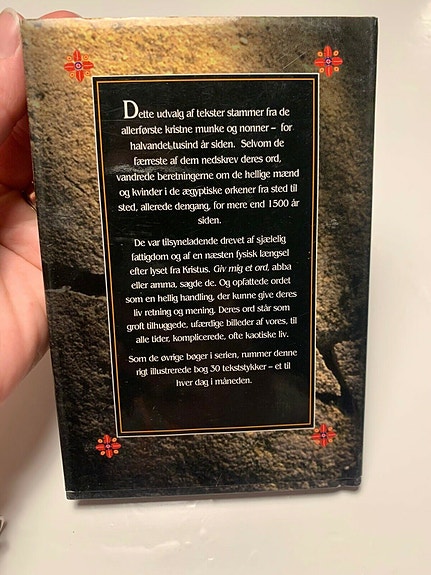 Dette udvalg af tekster stammer fra de
allerførste kristne munke og nonner – for
halvandet tusind år siden. Selvom de
færreste af dem nedskrev deres ord,
vandrede beretningerne om de hellige mænd
og kvinder i de ægyptiske ørkener fra sted til
sted, allerede dengang, for mere end 1500 år
siden.
De var tilsyneladende drevet af sjælelig
fattigdom og af en næsten fysisk længsel
efter lyset fra Kristus. Giv mig et ord, abba
eller amma, sagde de. Og opfattede ordet
som en hellig handling, der kunne give deres
liv retning og mening. Deres ord står som
groft tilhuggede, ufærdige billeder af vores, til
alle tider, komplicerede, ofte kaotiske liv.
Som de øvrige bøger i serien, rummer denne
rigt illustrerede bog 30 tekststykker – et til
hver dag i måneden.